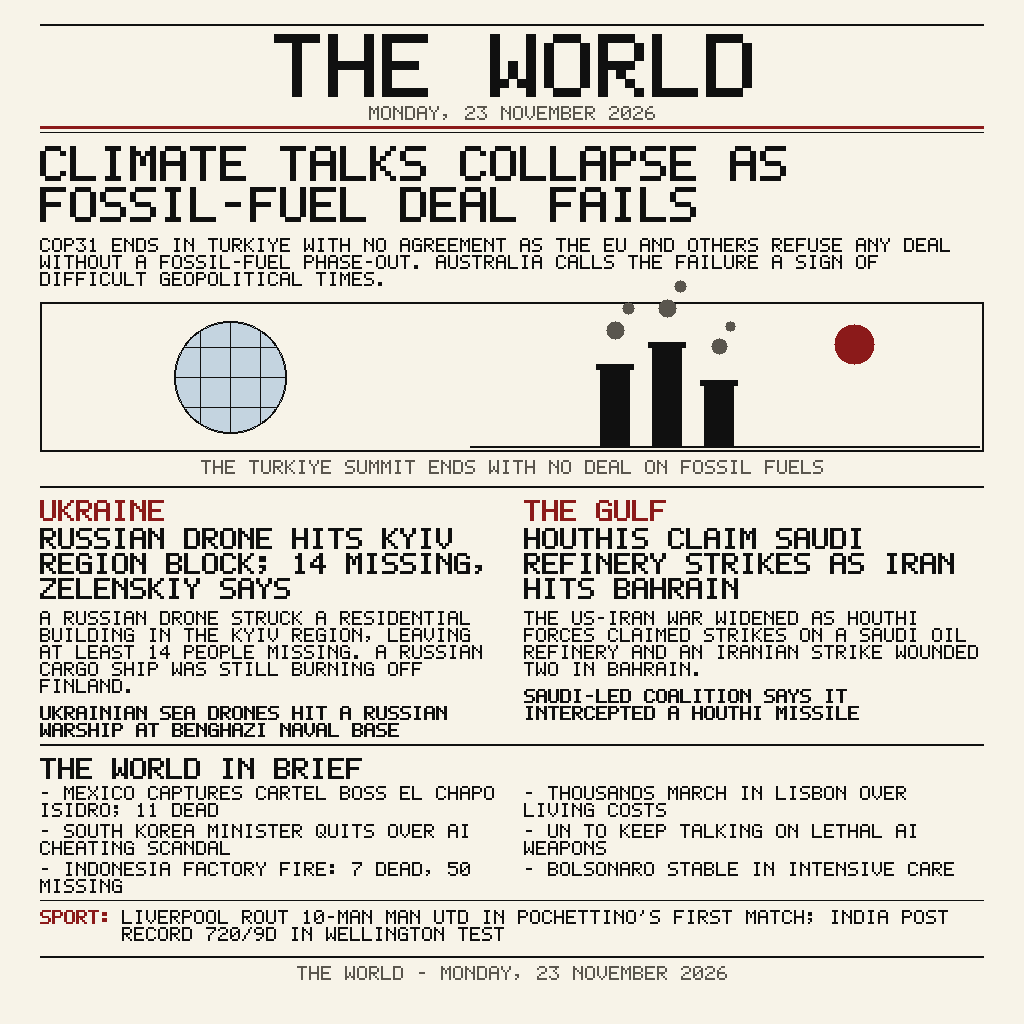 THE WORLD
MONDAY, 23 NOVEMBER 2026
CLIMATE TALKS COLLAPSE AS
FOSSIL-FUEL DEAL FAILS
COP31 ENDS IN TURKIYE WITH NO AGREEMENT AS THE EU AND OTHERS REFUSE ANY DEAL
WITHOUT A FOSSIL-FUEL PHASE-OUT. AUSTRALIA CALLS THE FAILURE A SIGN OF
DIFFICULT GEOPOLITICAL TIMES.
THE TURKIYE SUMMIT ENDS WITH NO DEAL ON FOSSIL FUELS
UKRAINE
RUSSIAN DRONE HITS KYIV
REGION BLOCK; 14 MISSING,
ZELENSKIY SAYS
A RUSSIAN DRONE STRUCK A RESIDENTIAL
BUILDING IN THE KYIV REGION, LEAVING
AT LEAST 14 PEOPLE MISSING. A RUSSIAN
CARGO SHIP WAS STILL BURNING OFF
FINLAND.
UKRAINIAN SEA DRONES HIT A RUSSIAN
WARSHIP AT BENGHAZI NAVAL BASE
THE GULF
HOUTHIS CLAIM SAUDI
REFINERY STRIKES AS IRAN
HITS BAHRAIN
THE US-IRAN WAR WIDENED AS HOUTHI
FORCES CLAIMED STRIKES ON A SAUDI OIL
REFINERY AND AN IRANIAN STRIKE WOUNDED
TWO IN BAHRAIN.
SAUDI-LED COALITION SAYS IT
INTERCEPTED A HOUTHI MISSILE
THE WORLD IN BRIEF
- MEXICO CAPTURES CARTEL BOSS EL CHAPO
ISIDRO; 11 DEAD
- SOUTH KOREA MINISTER QUITS OVER AI
CHEATING SCANDAL
- INDONESIA FACTORY FIRE: 7 DEAD, 50
MISSING
- THOUSANDS MARCH IN LISBON OVER
LIVING COSTS
- UN TO KEEP TALKING ON LETHAL AI
WEAPONS
- BOLSONARO STABLE IN INTENSIVE CARE
SPORT: LIVERPOOL ROUT 10-MAN MAN UTD IN POCHETTINO'S FIRST MATCH; INDIA POST
RECORD 720/9D IN WELLINGTON TEST
THE WORLD - MONDAY, 23 NOVEMBER 2026